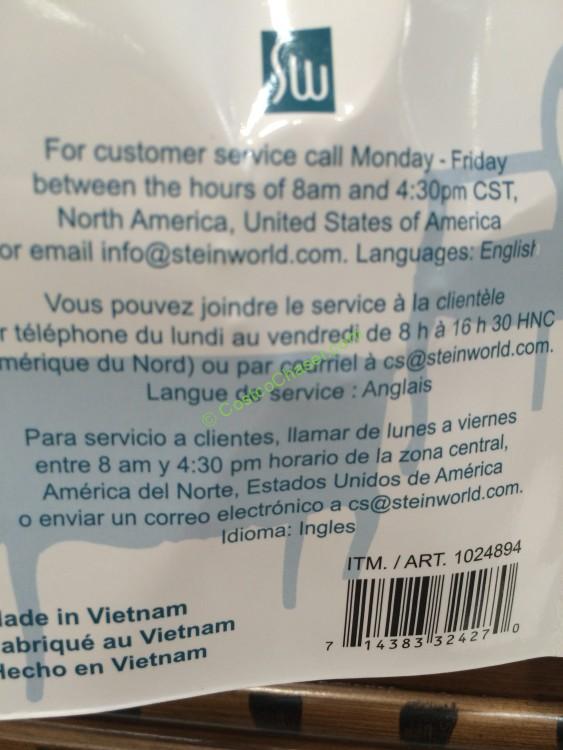 SW
For customer service call Monday - Friday
between the hours of 8am and 4:30pm CST,
North America, United States of America
or email info@steinworld.com. Languages: English
Vous pouvez joindre le service à la clientèle
r téléphone du lundi au vendredi de 8 h à 16 h 30 HNC
mérique du Nord) ou par courriel à cs@steinworld.com.
Langue de service : Anglais
© CostcoChaser.com
Para servicio a clientes, llamar de lunes a viernes
entre 8 am y 4:30 pm horario de la zona central,
América del Norte, Estados Unidos de América
o enviar un correo electrónico a cs@steinworld.com.
Idioma: Ingles
ITM. / ART. 1024894
7 14383 32427 0
Made in Vietnam
abriqué au Vietnam
Hecho en Vietnam